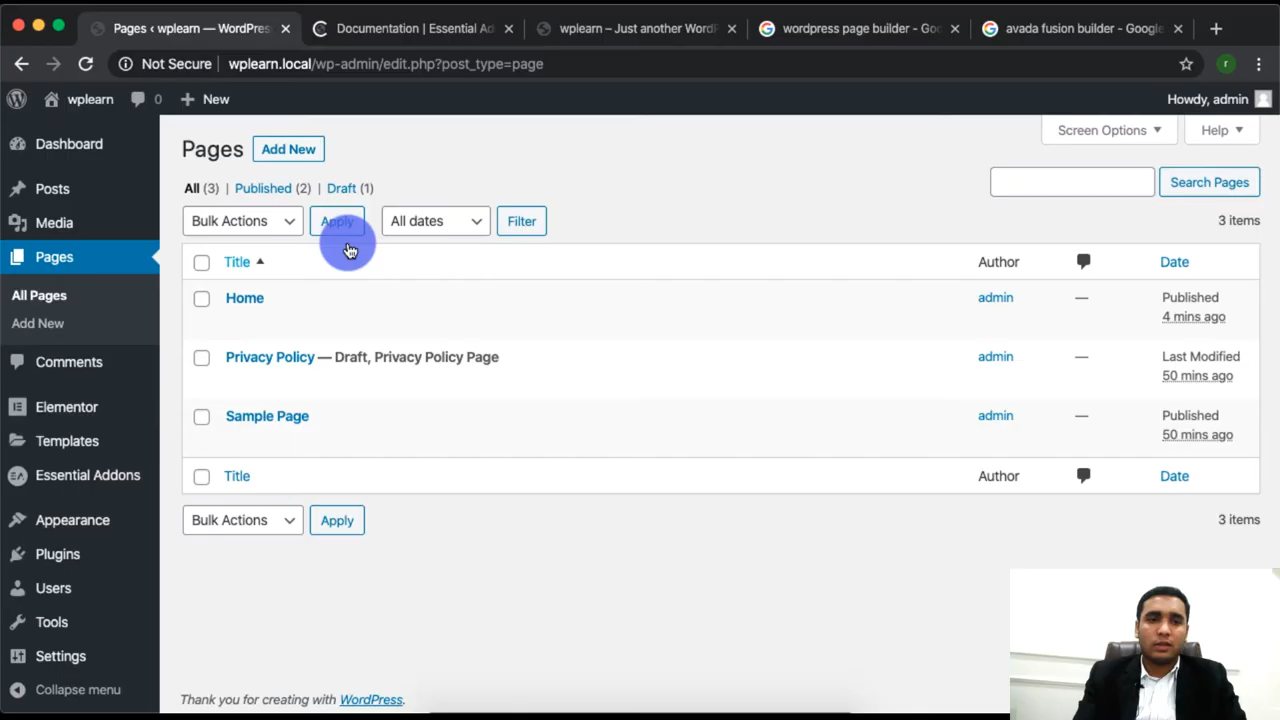 Pages ‹ wplearn — WordPres
Documentation | Essential Ad
wplearn – Just another WordP
wordpress page builder - Goo
avada fusion builder - Google
Not Secure
wplearn.local/wp-admin/edit.php?post_type=page
r
wplearn
0
New
Howdy, admin
Dashboard
Posts
Media
Pages
All Pages
Add New
Comments
Elementor
Templates
Essential Addons
Appearance
Plugins
Users
Tools
Settings
Collapse menu
Screen Options
Help
Pages
Add New
All (3) | Published (2) | Draft (1)
Search Pages
Bulk Actions
Apply
All dates
Filter
3 items
Title
Author
Date
Home
admin
—
Published
4 mins ago
Privacy Policy — Draft, Privacy Policy Page
admin
—
Last Modified
50 mins ago
Sample Page
admin
—
Published
50 mins ago
Title
Author
Date
Bulk Actions
Apply
3 items
Thank you for creating with WordPress.